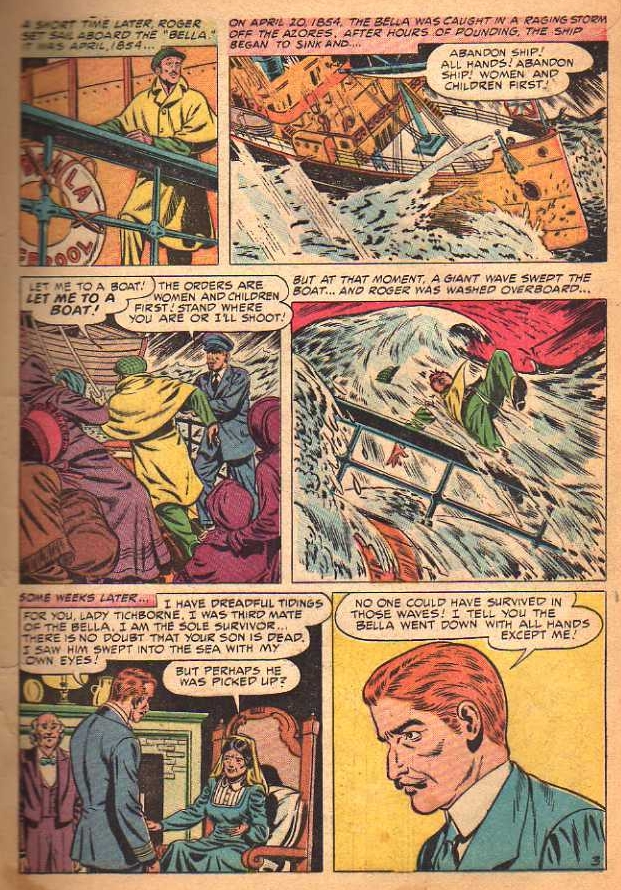 A SHORT TIME LATER, ROGER
SET SAIL ABOARD THE "BELLA."
IT WAS APRIL, 1854...
ERPOOL
ON APRIL 20, 1854, THE BELLA WAS CAUGHT IN A RAGING STORM
OFF THE AZORES. AFTER HOURS OF POUNDING, THE SHIP
BEGAN TO SINK AND...
ABANDON SHIP!
ALL HANDS! ABANDON
SHIP! WOMEN AND
CHILDREN FIRST!
LET ME TO A BOAT!
LET ME TO A
BOAT!
THE ORDERS ARE
WOMEN AND CHILDREN
FIRST! STAND WHERE
YOU ARE OR I'LL SHOOT!
BUT AT THAT MOMENT, A GIANT WAVE SWEPT THE
BOAT... AND ROGER WAS WASHED OVERBOARD...
SOME WEEKS LATER...
I HAVE DREADFUL TIDINGS
FOR YOU, LADY TICHBORNE. I WAS THIRD MATE
OF THE BELLA. I AM THE SOLE SURVIVOR...
THERE IS NO DOUBT THAT YOUR SON IS DEAD.
I SAW HIM SWEPT INTO THE SEA WITH MY
OWN EYES!
BUT PERHAPS HE
WAS PICKED UP?
NO ONE COULD HAVE SURVIVED IN
THOSE WAVES! I TELL YOU THE
BELLA WENT DOWN WITH ALL HANDS
EXCEPT ME!
3